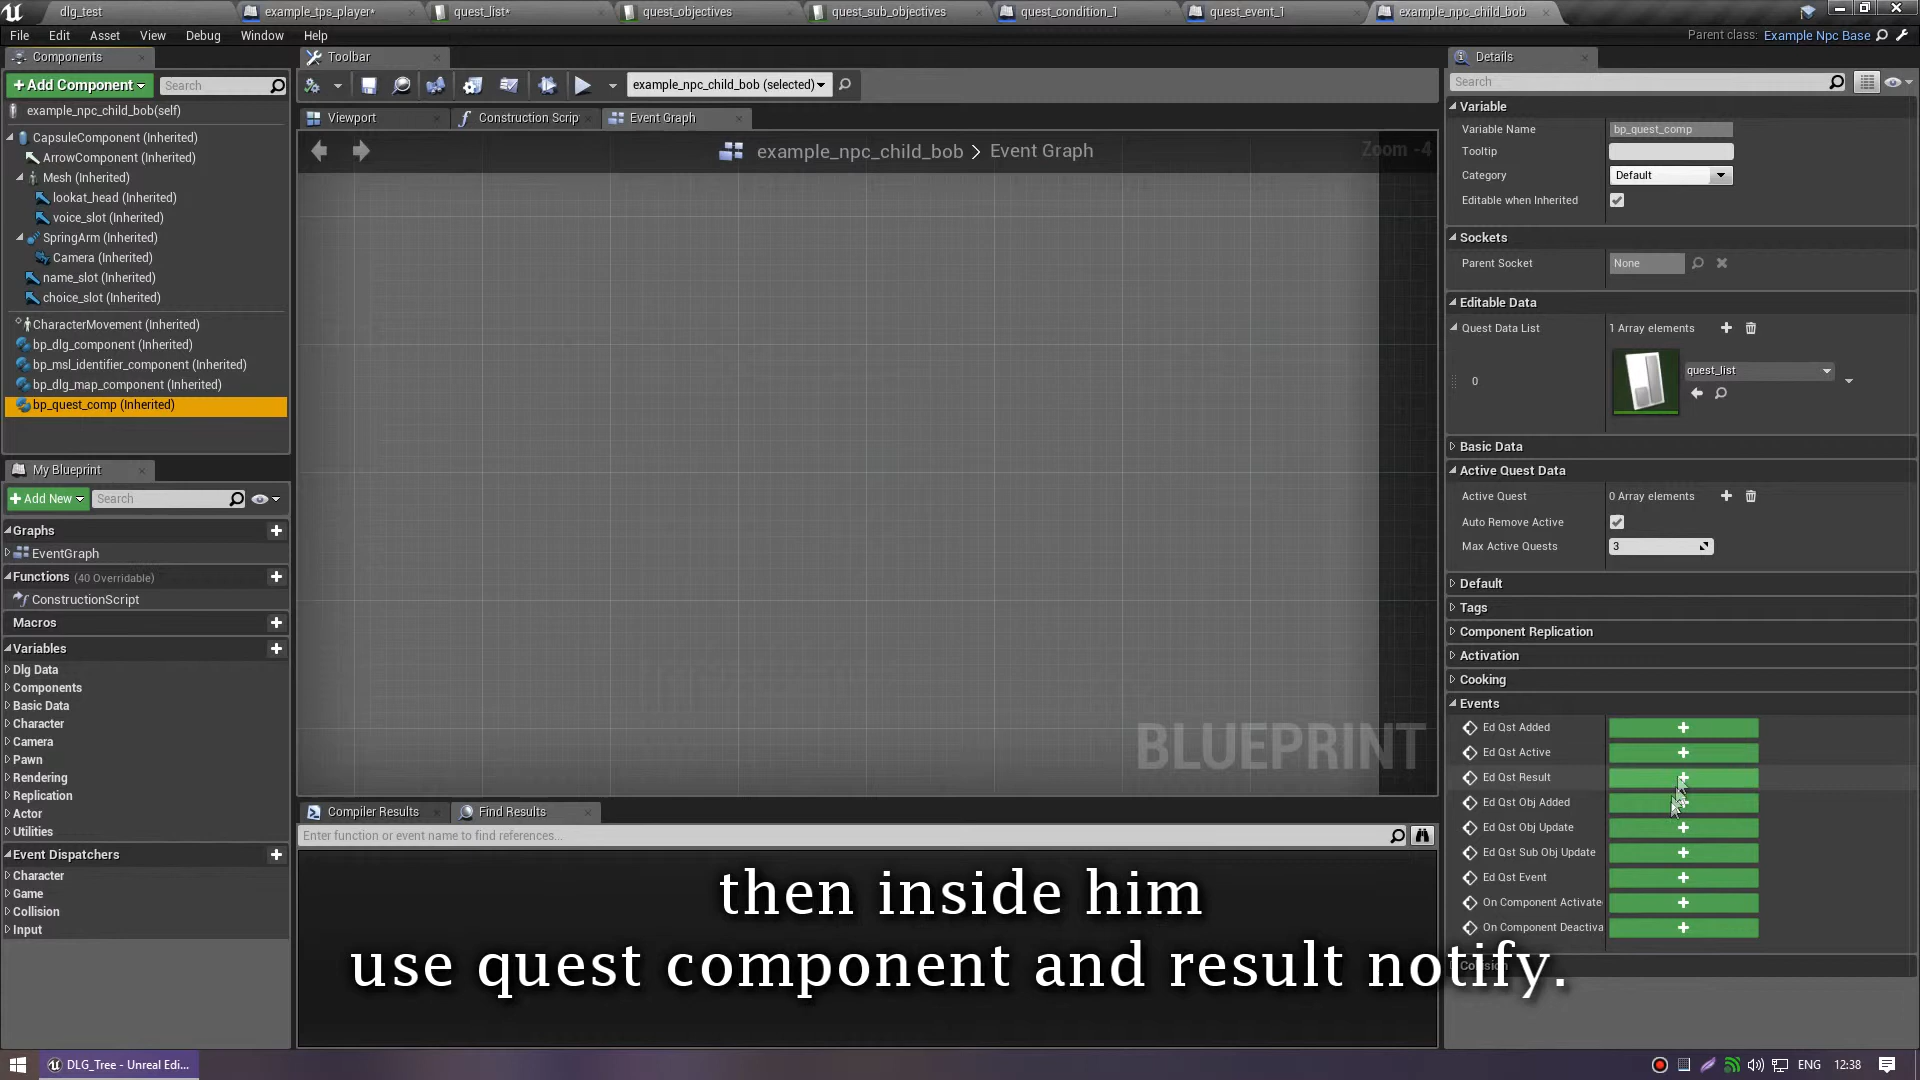 dlg_test
example_tps_player*
quest_list*
quest_objectives
quest_sub_objectives
quest_condition_1
quest_event_1
example_npc_child_bob
File Edit Asset View Debug Window Help
Parent class: Example Npc Base
Components
+Add Component
Search
example_npc_child_bob(self)
CapsuleComponent (Inherited)
ArrowComponent (Inherited)
Mesh (Inherited)
lookat_head (Inherited)
voice_slot (Inherited)
SpringArm (Inherited)
Camera (Inherited)
name_slot (Inherited)
choice_slot (Inherited)
CharacterMovement (Inherited)
bp_dlg_component (Inherited)
bp_msl_identifier_component (Inherited)
bp_dlg_map_component (Inherited)
bp_quest_comp (Inherited)
My Blueprint
+Add New
Search
Graphs
EventGraph
Functions (40 Overridable)
ConstructionScript
Macros
Variables
Dlg Data
Components
Basic Data
Character
Camera
Pawn
Rendering
Replication
Actor
Utilities
Event Dispatchers
Character
Game
Collision
Input
Toolbar
example_npc_child_bob (selected)
Viewport
Construction Scrip
Event Graph
example_npc_child_bob > Event Graph
Zoom -4
BLUEPRINT
Compiler Results
Find Results
Enter function or event name to find references...
then inside him
use quest component and result notify.
Details
Search
Variable
Variable Name bp_quest_comp
Tooltip
Category Default
Editable when Inherited
Sockets
Parent Socket None
Editable Data
Quest Data List 1 Array elements
0 quest_list
Basic Data
Active Quest Data
Active Quest 0 Array elements
Auto Remove Active
Max Active Quests 3
Default
Tags
Component Replication
Activation
Cooking
Events
Ed Qst Added
Ed Qst Active
Ed Qst Result
Ed Qst Obj Added
Ed Qst Obj Update
Ed Qst Sub Obj Update
Ed Qst Event
On Component Activate
On Component Deactiva
Collision
DLG_Tree - Unreal Edi...
ENG 12:38